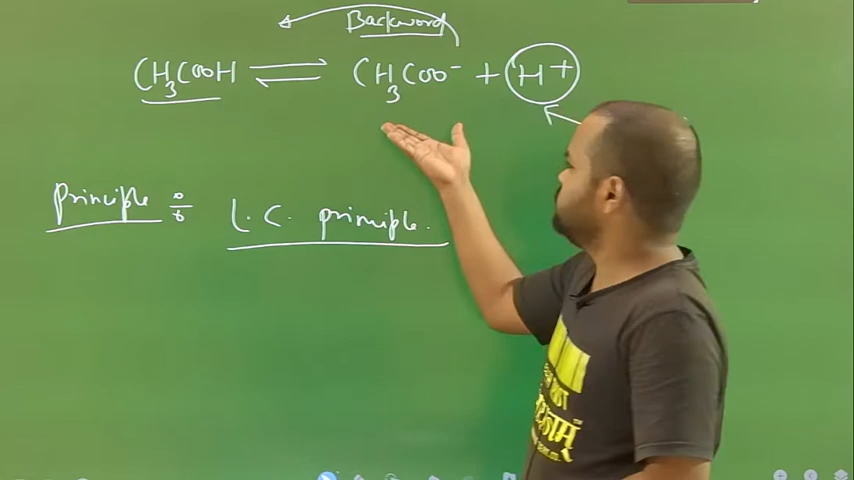 Backword
CH3COOH ⇌ CH3COO⁻ + H+
Principle :- L.C. principle.